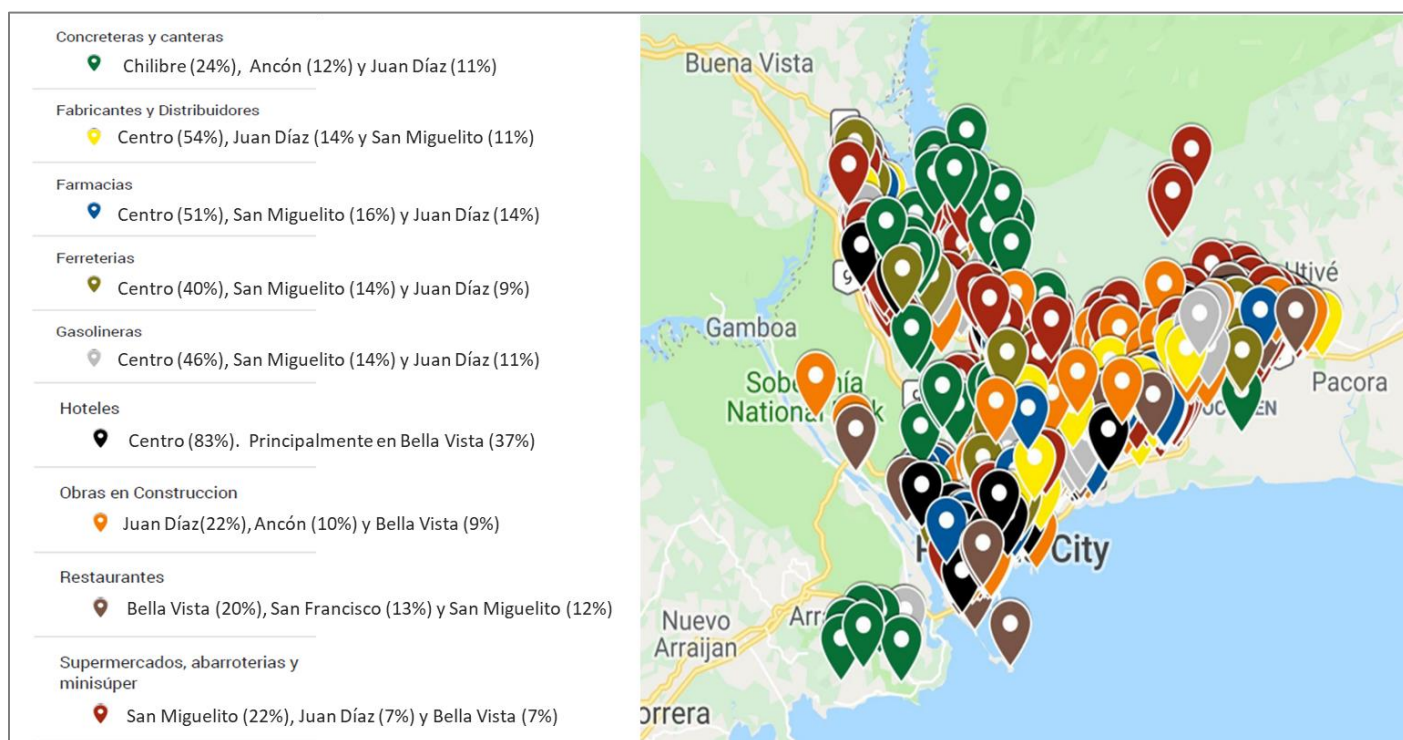 Concreteras y canteras
Chilibre (24%), Ancón (12%) y Juan Díaz (11%)
Fabricantes y Distribuidores
Centro (54%), Juan Díaz (14% y San Miguelito (11%)
Farmacias
Centro (51%), San Miguelito (16%) y Juan Díaz (14%)
Ferreterias
Centro (40%), San Miguelito (14%) y Juan Díaz (9%)
Gasolineras
Centro (46%), San Miguelito (14%) y Juan Díaz (11%)
Hoteles
Centro (83%). Principalmente en Bella Vista (37%)
Obras en Construccion
Juan Díaz(22%), Ancón (10%) y Bella Vista (9%)
Restaurantes
Bella Vista (20%), San Francisco (13%) y San Miguelito (12%)
Supermercados, abarroterias y
minisúper
San Miguelito (22%), Juan Díaz (7%) y Bella Vista (7%)
Buena Vista
9
Utivé
Gamboa
Pacora
National
City
Nuevo
Arraijan
orrera